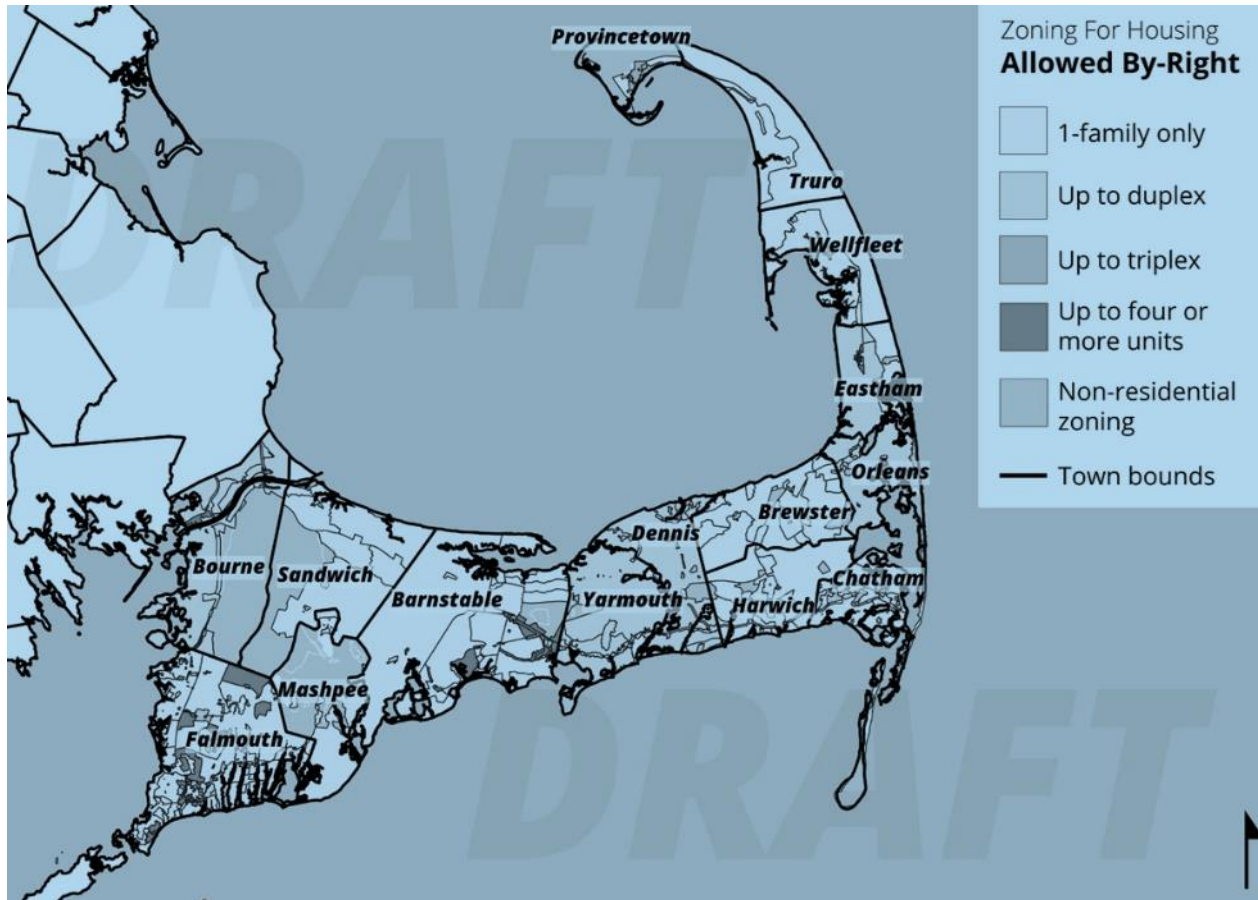 Provincetown
Zoning For Housing
Allowed By-Right
1-family only
Up to duplex
Up to triplex
Up to four or
more units
Non-residential
zoning
Town bounds
DRAFT
Truro
Wellfleet
Eastham
Orleans
Brewster
Dennis
Bourne
Sandwich
Chatham
Barnstable
Yarmouth
Harwich
Mashpee
Falmouth
DRAFT